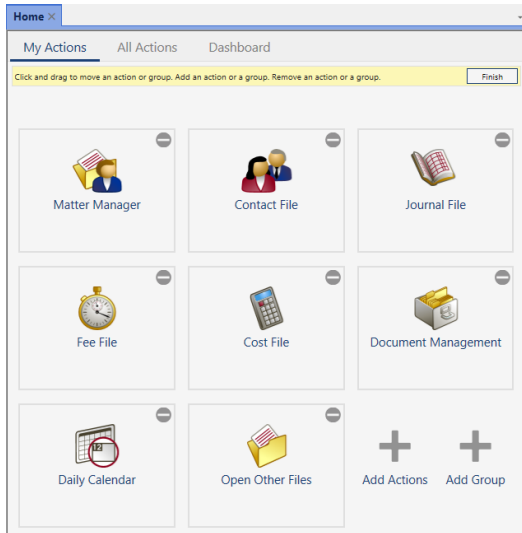 Home
My Actions All Actions Dashboard
Click and drag to move an action or group. Add an action or a group. Remove an action or a group. Finish
Matter Manager Contact File Journal File
Fee File Cost File Document Management
12
Daily Calendar Open Other Files Add Actions Add Group